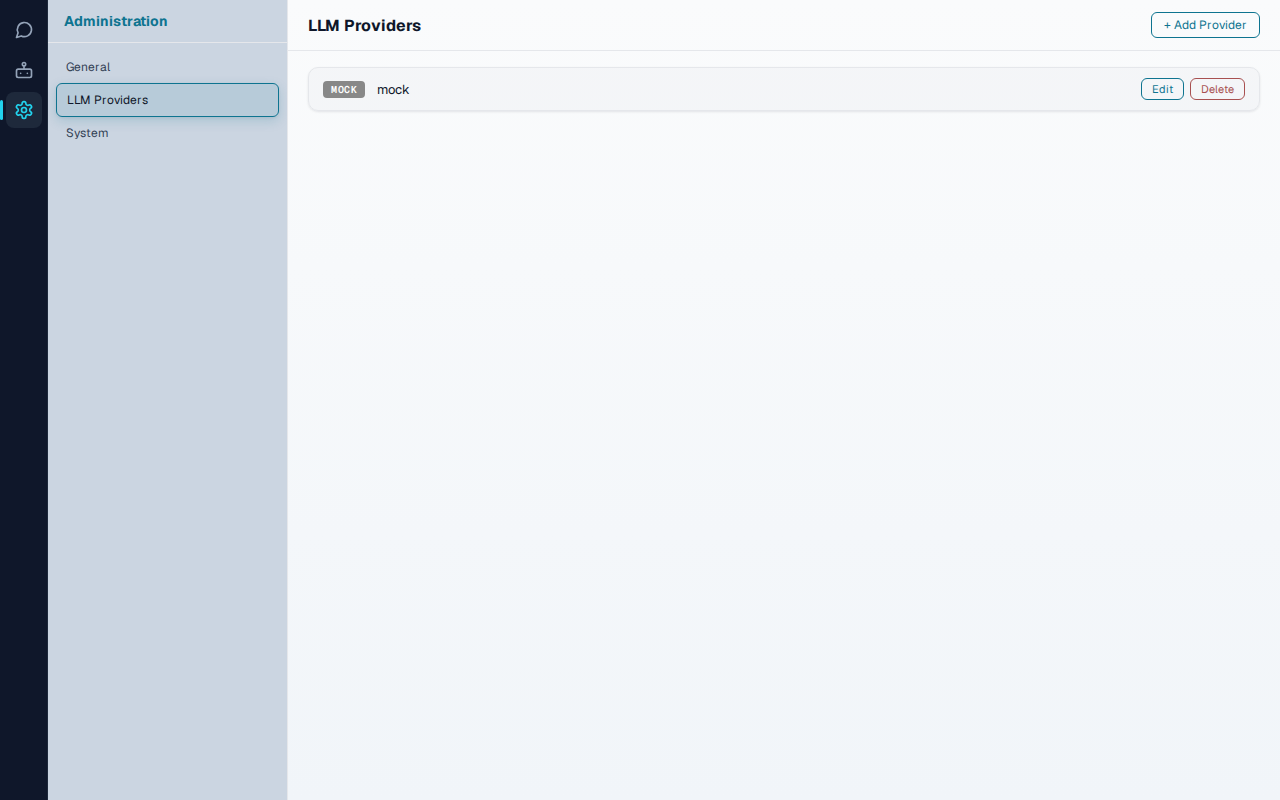 Administration
General
LLM Providers
System
LLM Providers
+ Add Provider
MOCK mock
Edit
Delete